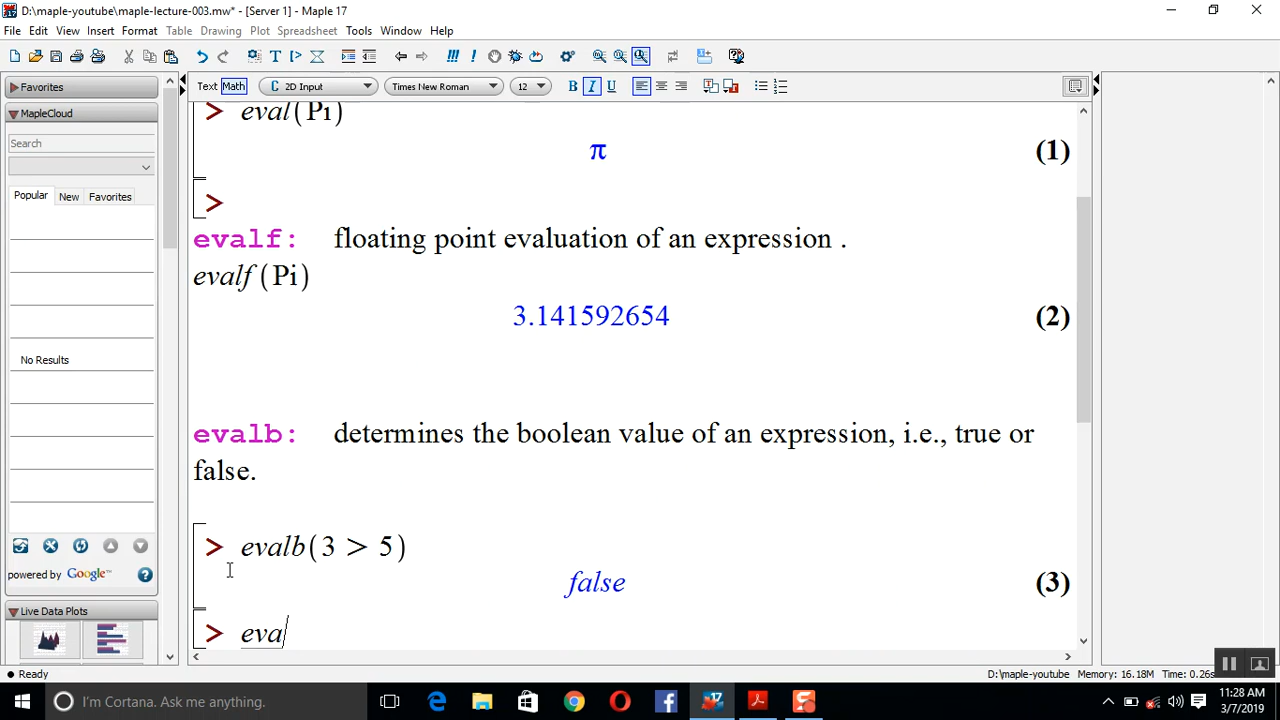 D:\maple-youtube\maple-lecture-003.mw* - [Server 1] - Maple 17
File Edit View Insert Format Table Drawing Plot Spreadsheet Tools Window Help
Favorites
Text Math C 2D Input Times New Roman 12 B I U
MapleCloud
Search
Popular New Favorites
No Results
powered by Google
Live Data Plots
> eval(Pi)
π (1)
>
evalf: floating point evaluation of an expression .
evalf(Pi)
3.141592654 (2)
evalb: determines the boolean value of an expression, i.e., true or
false.
> evalb(3 > 5)
false (3)
> eva
Ready D:\maple-youtube Memory: 16.18M Time: 0.26s
I'm Cortana. Ask me anything.
11:28 AM
3/7/2019